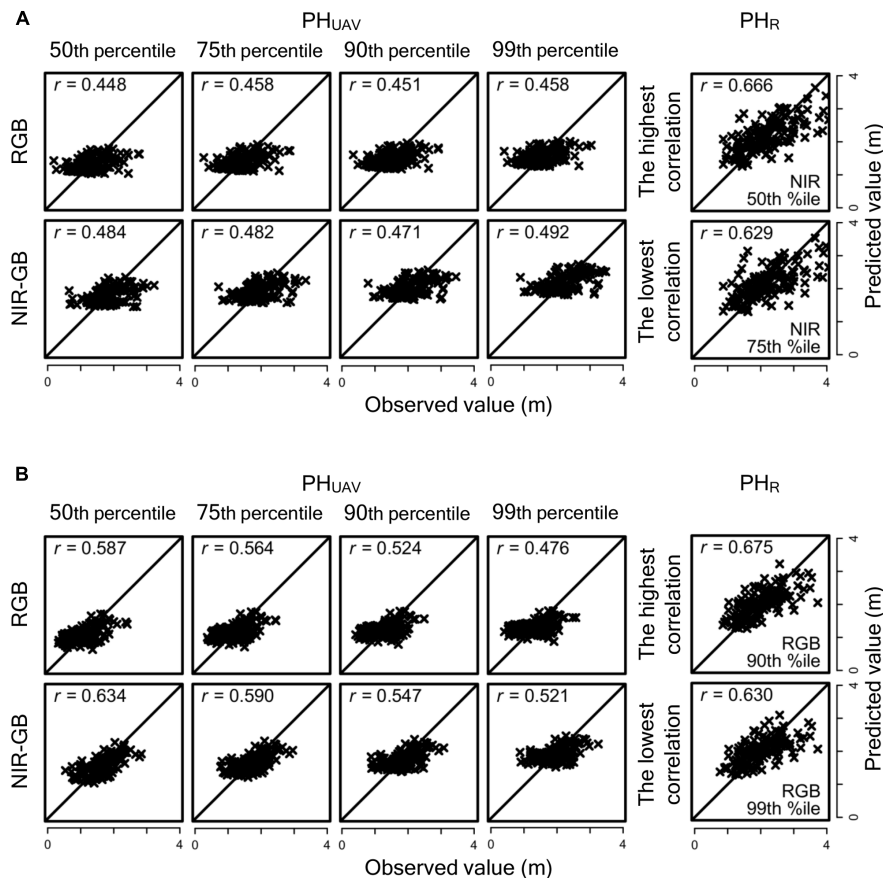 A
PHUAV
PHR
50th percentile
75th percentile
90th percentile
99th percentile
RGB
r = 0.448
r = 0.458
r = 0.451
r = 0.458
The highest
correlation
r = 0.666
NIR
50th %ile
4
0
NIR-GB
r = 0.484
r = 0.482
r = 0.471
r = 0.492
The lowest
correlation
r = 0.629
NIR
75th %ile
4
0
Predicted value (m)
0 4
0 4
0 4
0 4
0 4
Observed value (m)
B
PHUAV
PHR
50th percentile
75th percentile
90th percentile
99th percentile
RGB
r = 0.587
r = 0.564
r = 0.524
r = 0.476
The highest
correlation
r = 0.675
RGB
90th %ile
4
0
NIR-GB
r = 0.634
r = 0.590
r = 0.547
r = 0.521
The lowest
correlation
r = 0.630
RGB
99th %ile
4
0
Predicted value (m)
0 4
0 4
0 4
0 4
0 4
Observed value (m)